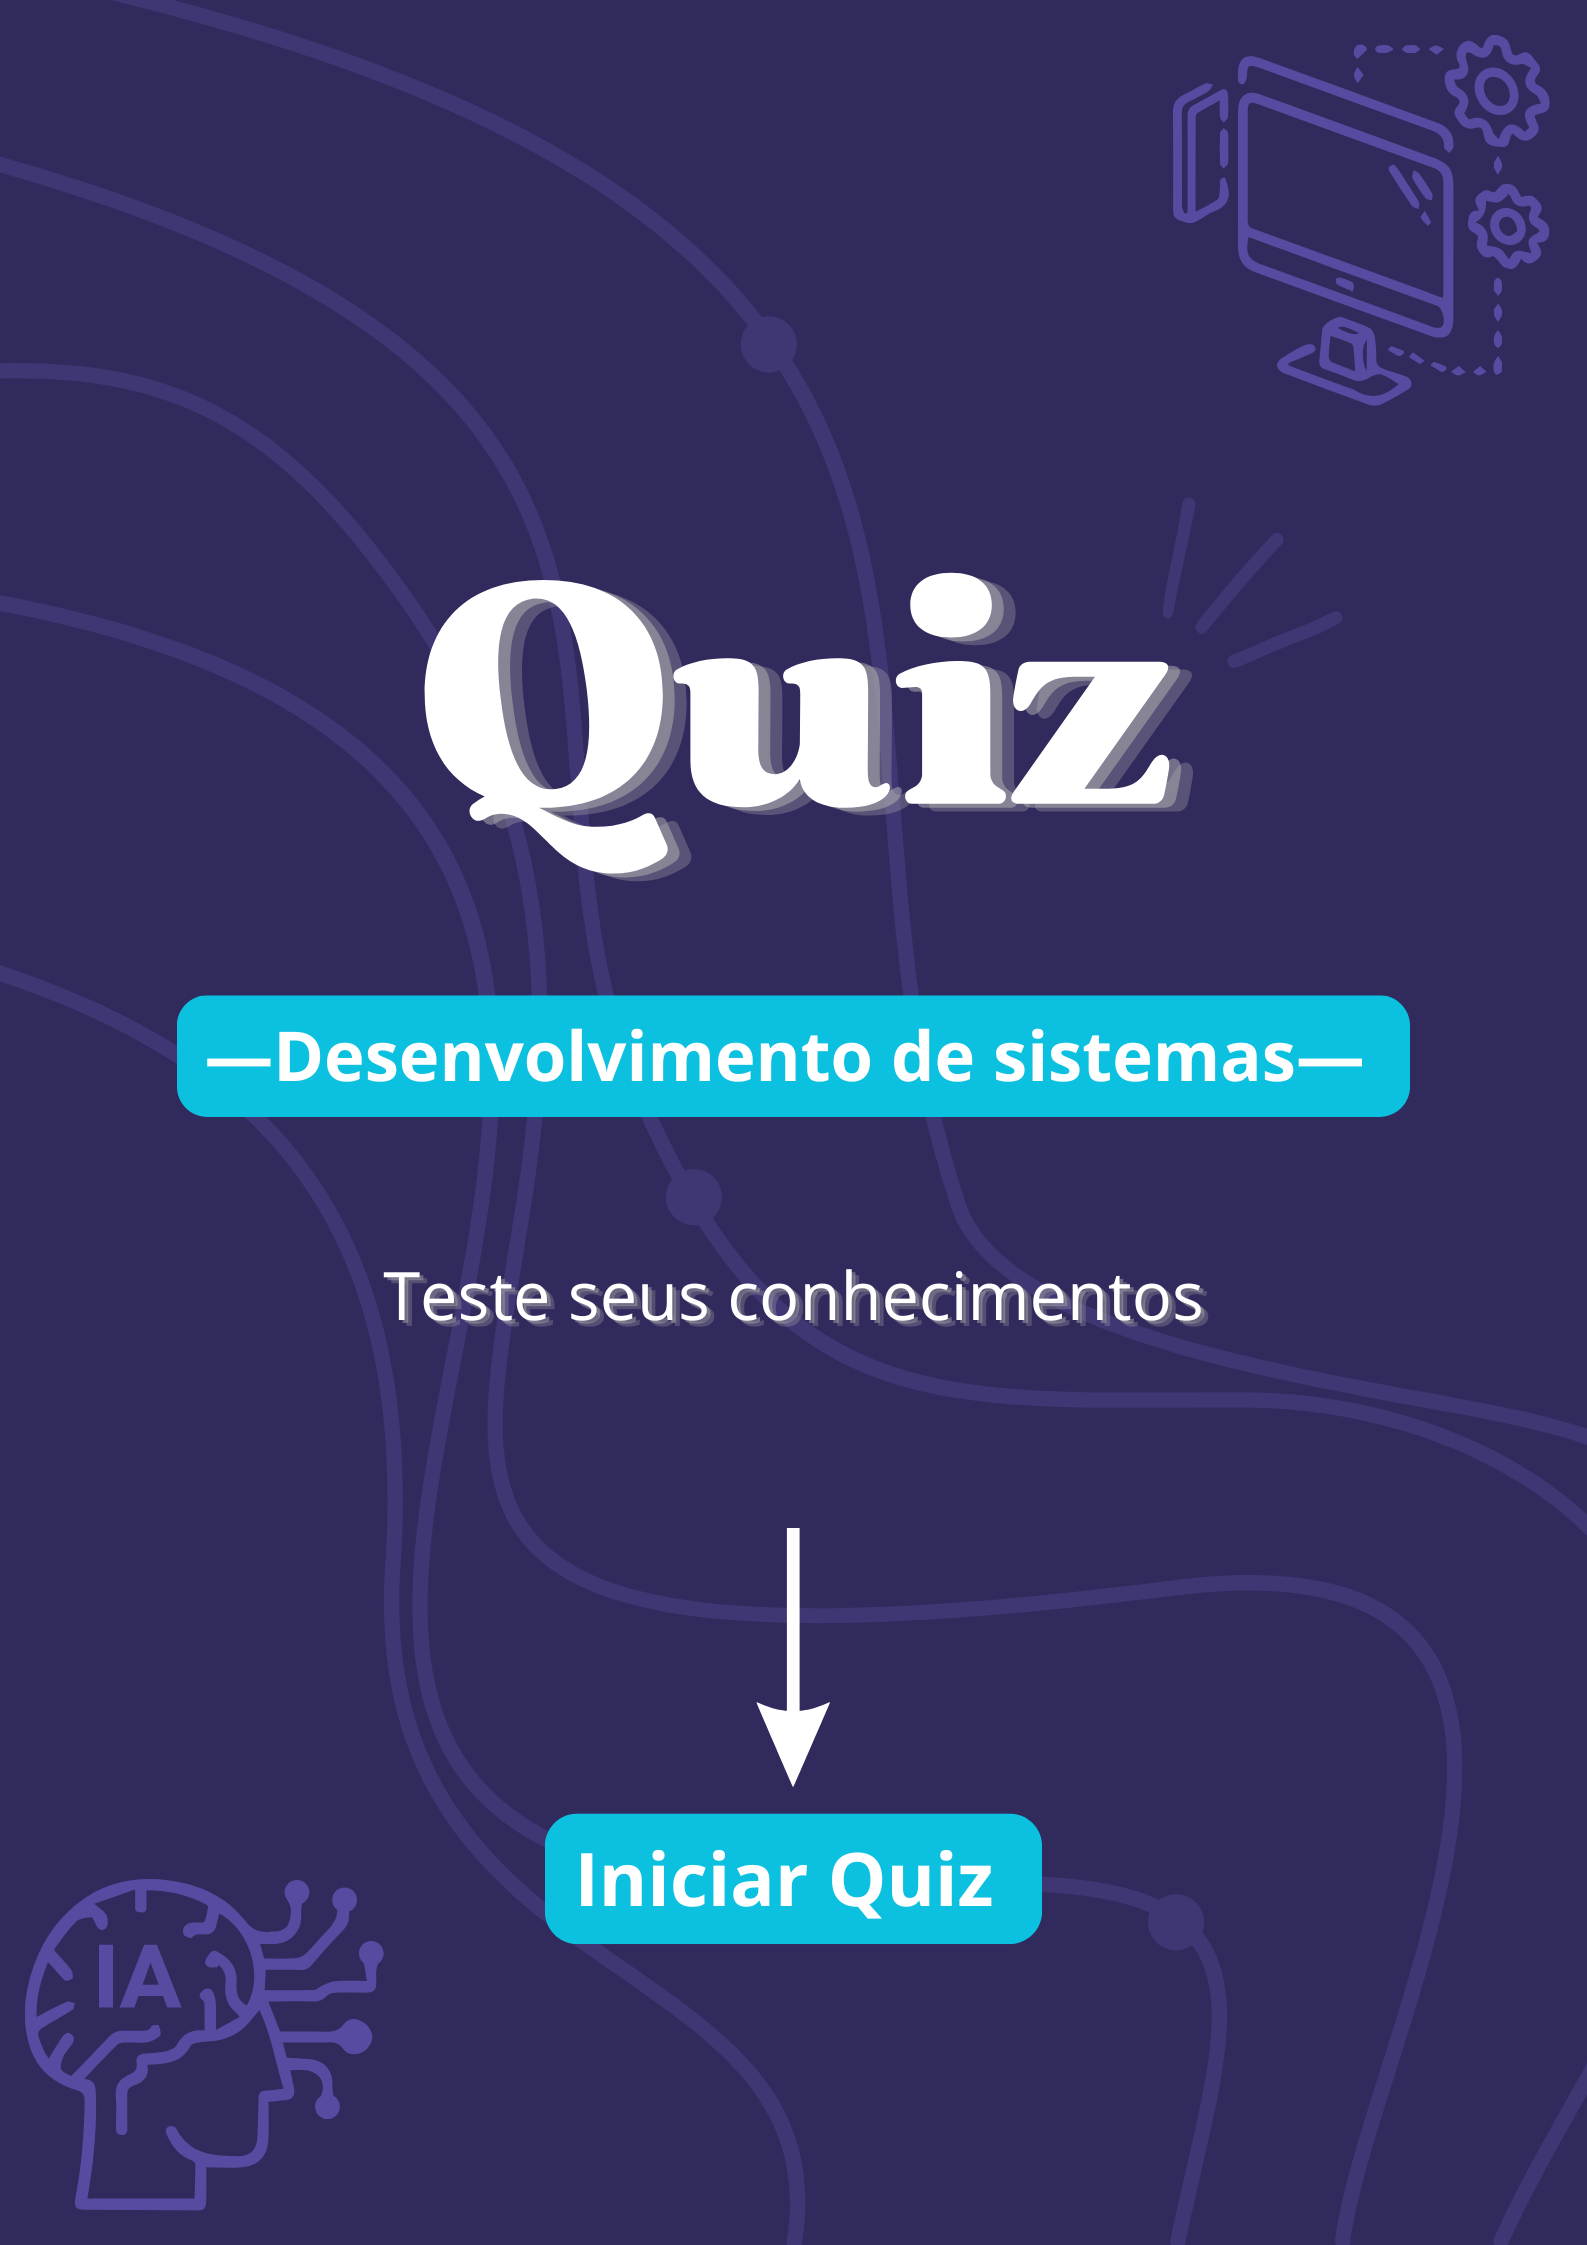 Quiz
—Desenvolvimento de sistemas—
Teste seus conhecimentos
Iniciar Quiz
IA